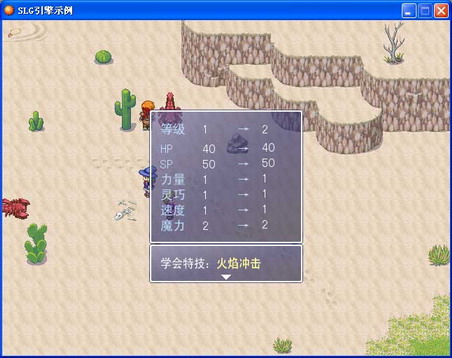 SLG引擎示例
等级 1 → 2
HP 40 → 40
SP 50 → 50
力量 1 → 1
灵巧 1 → 1
速度 1 → 1
魔力 2 → 2
学会特技：火焰冲击